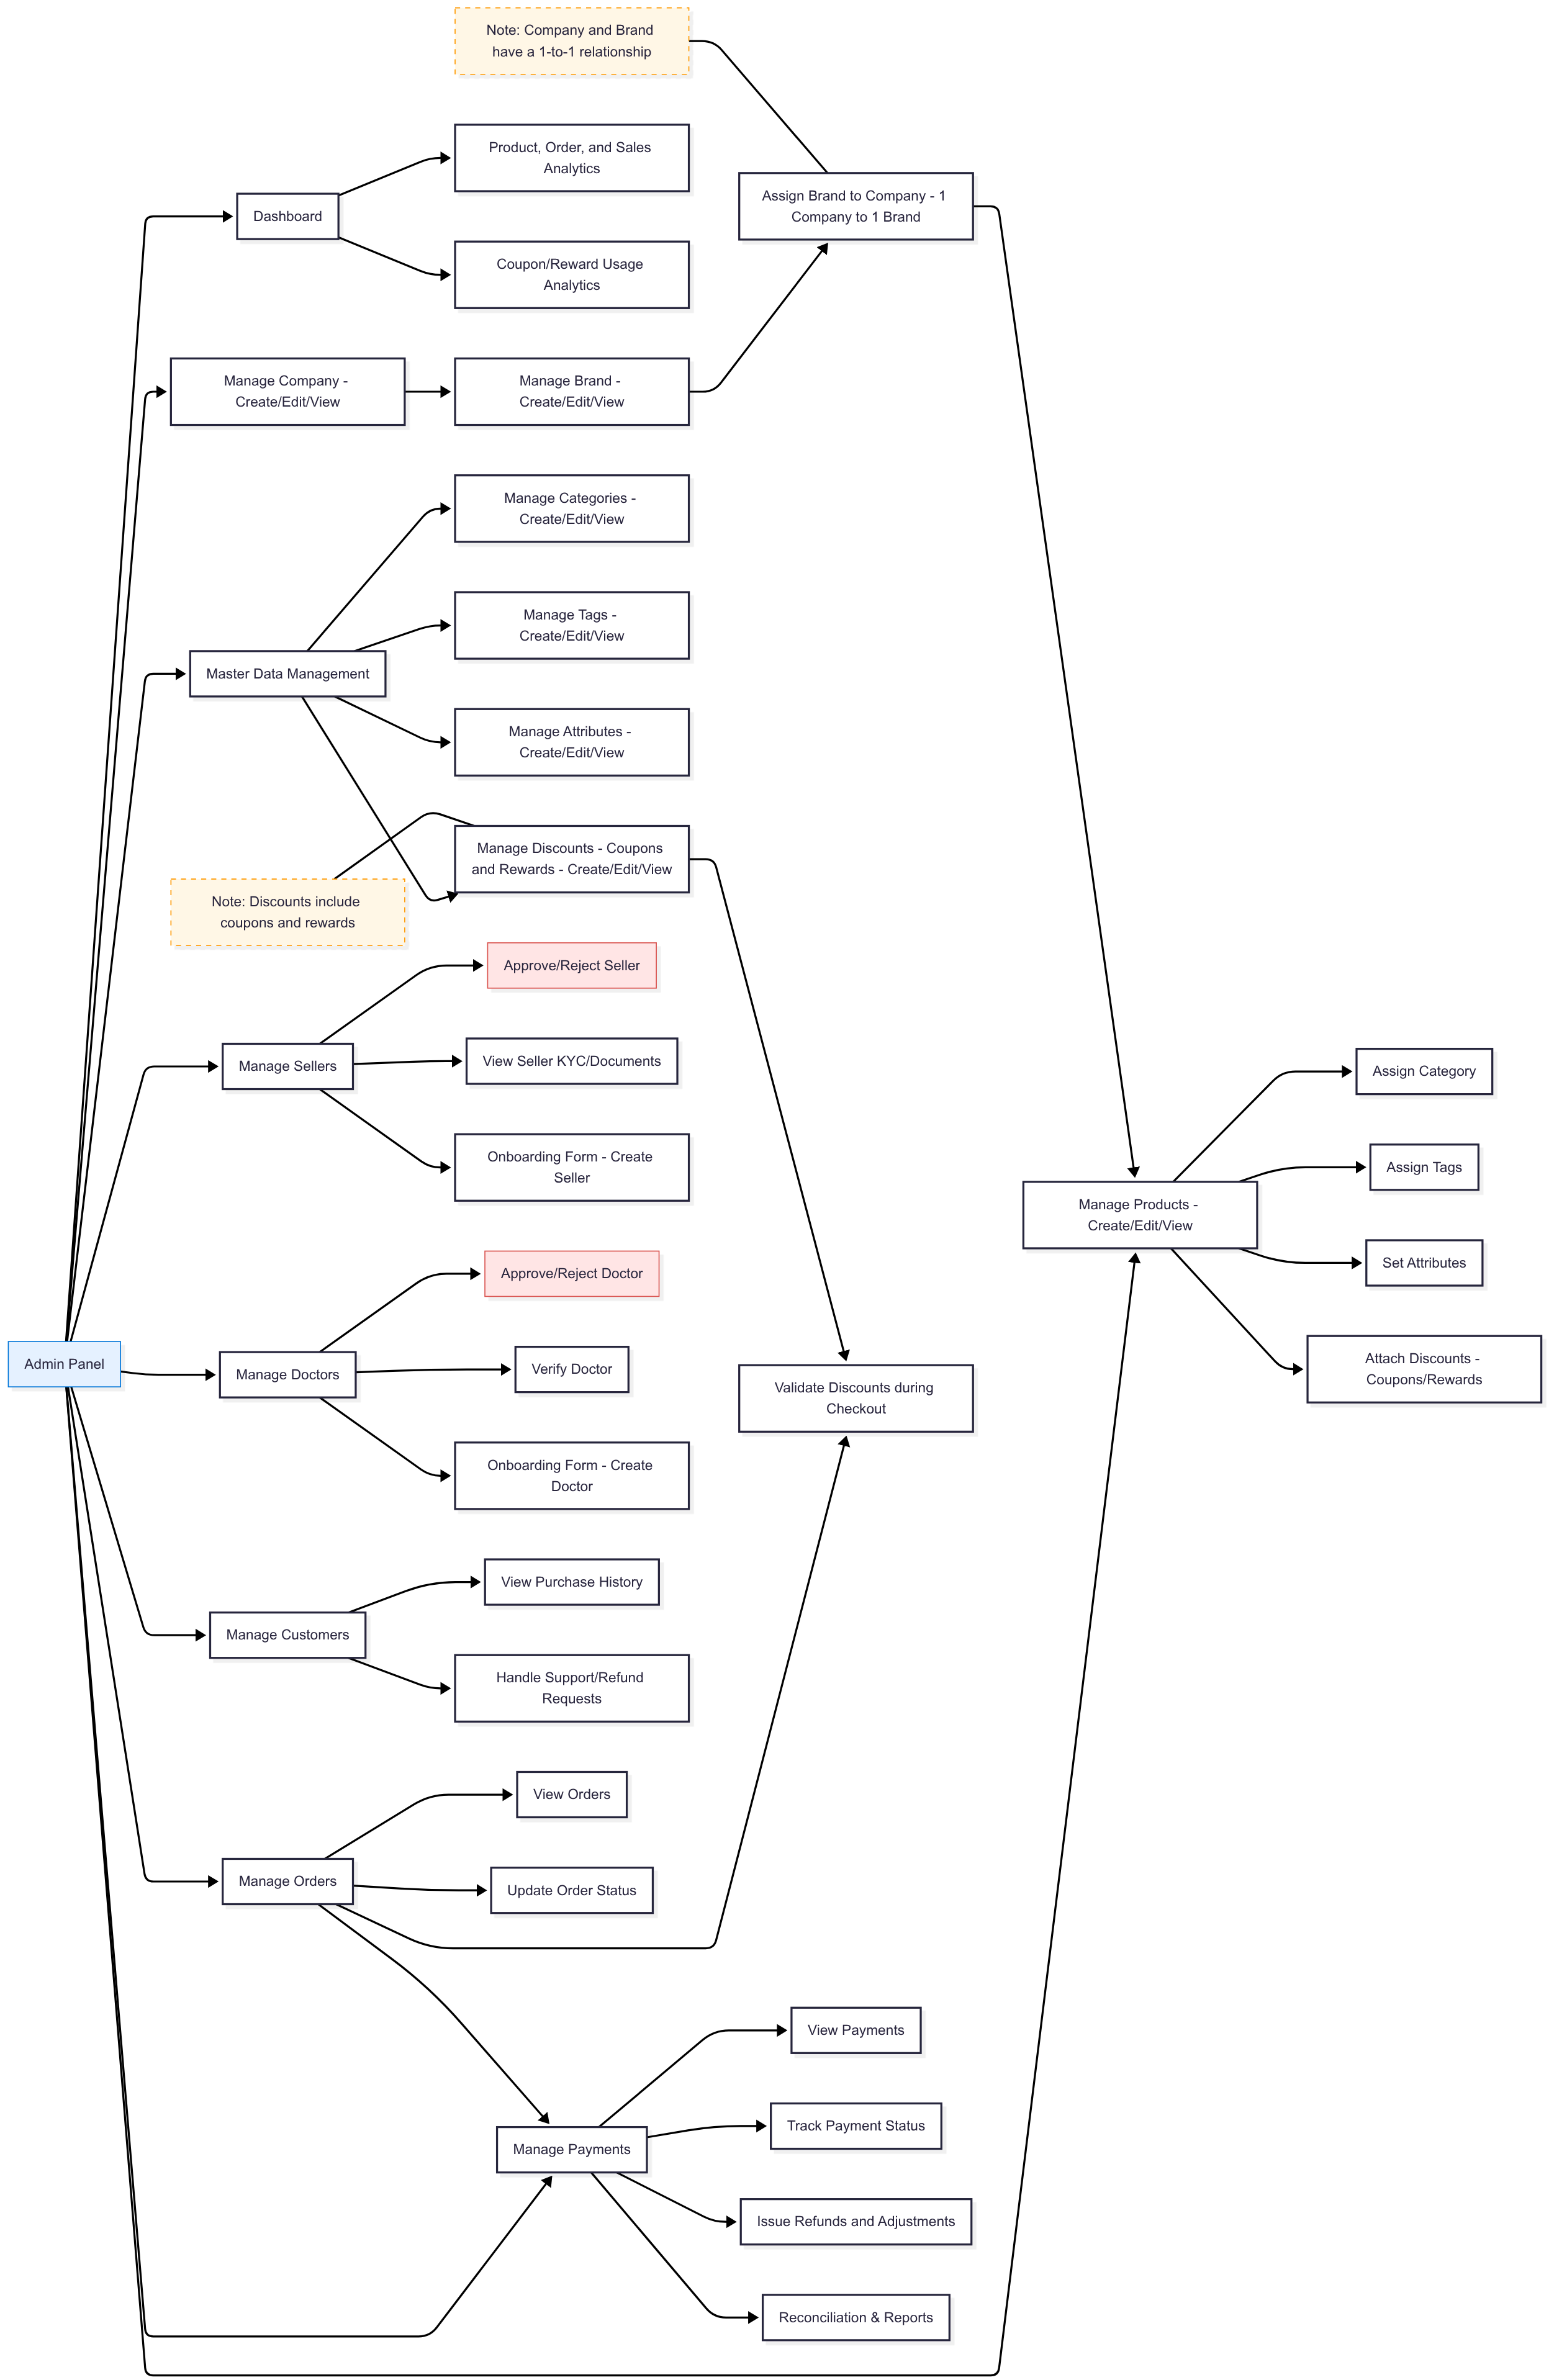 Note: Company and Brand
have a 1-to-1 relationship
Product, Order, and Sales
Analytics
Dashboard
Coupon/Reward Usage
Analytics
Assign Brand to Company - 1
Company to 1 Brand
Manage Company -
Create/Edit/View
Manage Brand -
Create/Edit/View
Manage Categories -
Create/Edit/View
Manage Tags -
Create/Edit/View
Master Data Management
Manage Attributes -
Create/Edit/View
Manage Discounts - Coupons
and Rewards - Create/Edit/View
Note: Discounts include
coupons and rewards
Approve/Reject Seller
Manage Sellers
View Seller KYC/Documents
Onboarding Form - Create
Seller
Assign Category
Assign Tags
Manage Products -
Create/Edit/View
Set Attributes
Attach Discounts -
Coupons/Rewards
Approve/Reject Doctor
Admin Panel
Manage Doctors
Verify Doctor
Onboarding Form - Create
Doctor
Validate Discounts during
Checkout
View Purchase History
Manage Customers
Handle Support/Refund
Requests
View Orders
Manage Orders
Update Order Status
View Payments
Track Payment Status
Manage Payments
Issue Refunds and Adjustments
Reconciliation & Reports